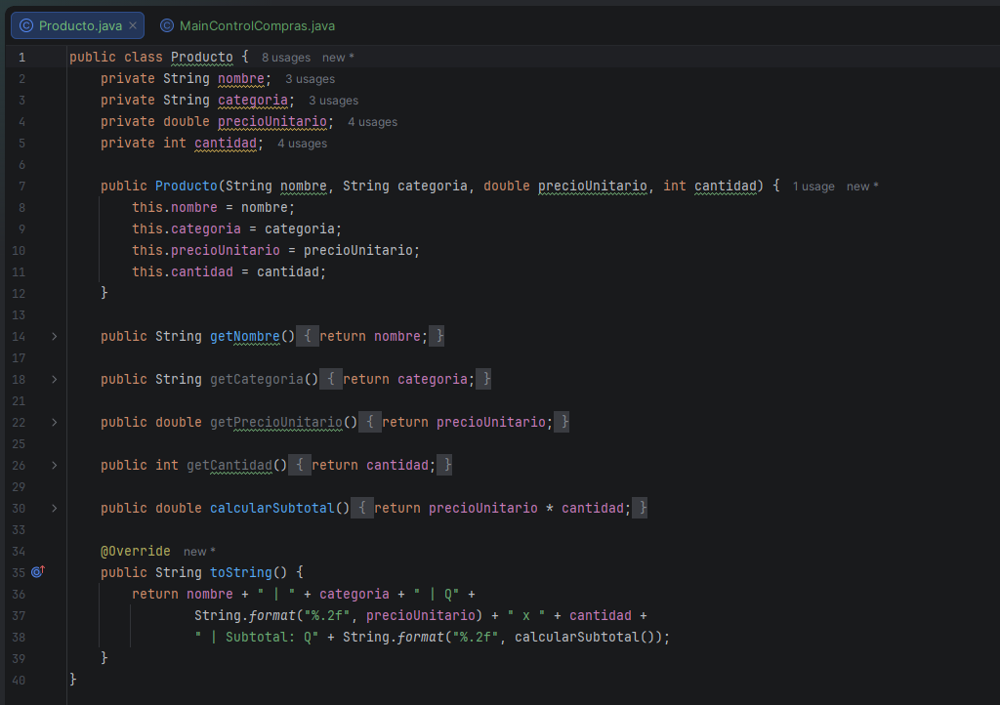 Producto.java × MainControlCompras.java
1 public class Producto { 8 usages new *
2 private String nombre; 3 usages
3 private String categoria; 3 usages
4 private double precioUnitario; 4 usages
5 private int cantidad; 4 usages
6
7 public Producto(String nombre, String categoria, double precioUnitario, int cantidad) { 1 usage new *
8 this.nombre = nombre;
9 this.categoria = categoria;
10 this.precioUnitario = precioUnitario;
11 this.cantidad = cantidad;
12 }
13
14 public String getNombre() { return nombre; }
17
18 public String getCategoria() { return categoria; }
21
22 public double getPrecioUnitario() { return precioUnitario; }
25
26 public int getCantidad() { return cantidad; }
29
30 public double calcularSubtotal() { return precioUnitario * cantidad; }
33
34 @Override new *
35 public String toString() {
36 return nombre + " | " + categoria + " | Q" +
37 String.format("%.2f", precioUnitario) + " x " + cantidad +
38 " | Subtotal: Q" + String.format("%.2f", calcularSubtotal());
39 }
40 }